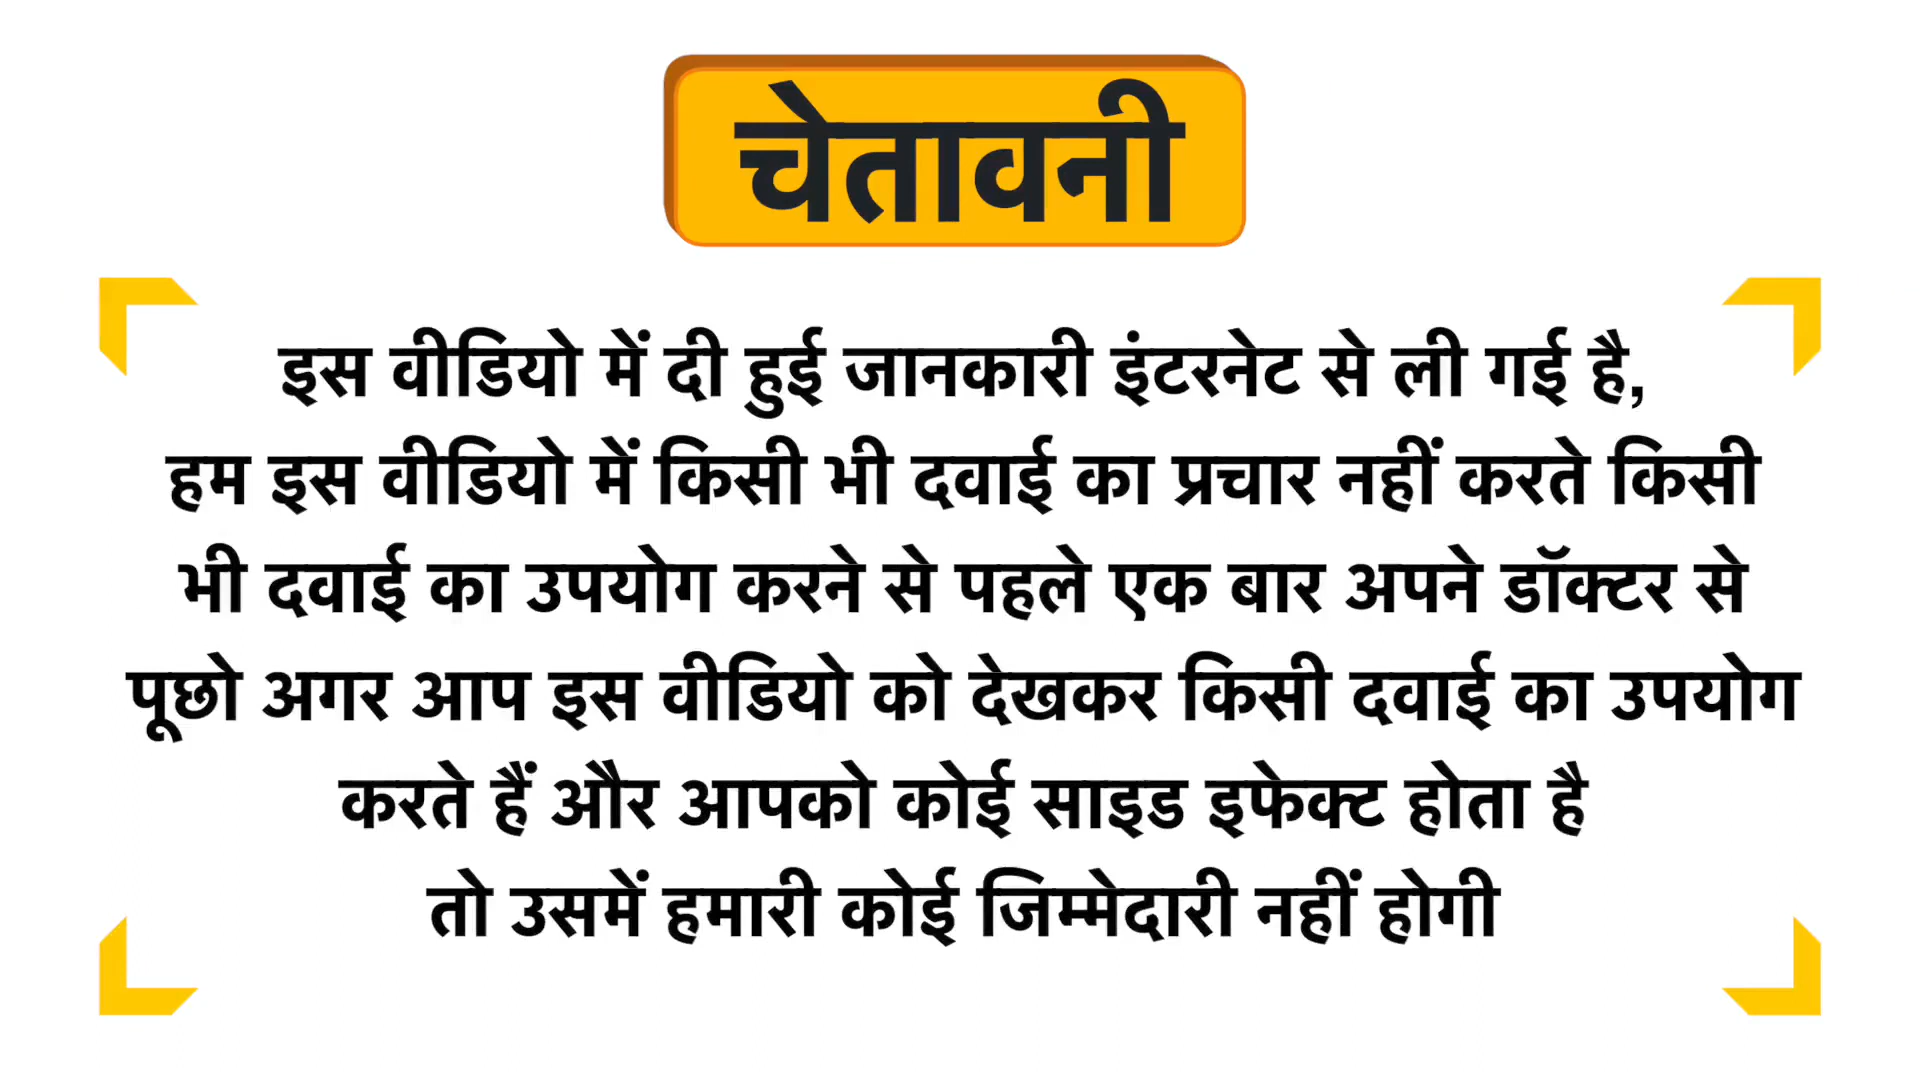 चेतावनी
इस वीडियो में दी हुई जानकारी इंटरनेट से ली गई है,
हम इस वीडियो में किसी भी दवाई का प्रचार नहीं करते किसी
भी दवाई का उपयोग करने से पहले एक बार अपने डॉक्टर से
पूछो अगर आप इस वीडियो को देखकर किसी दवाई का उपयोग
करते हैं और आपको कोई साइड इफेक्ट होता है
तो उसमें हमारी कोई जिम्मेदारी नहीं होगी